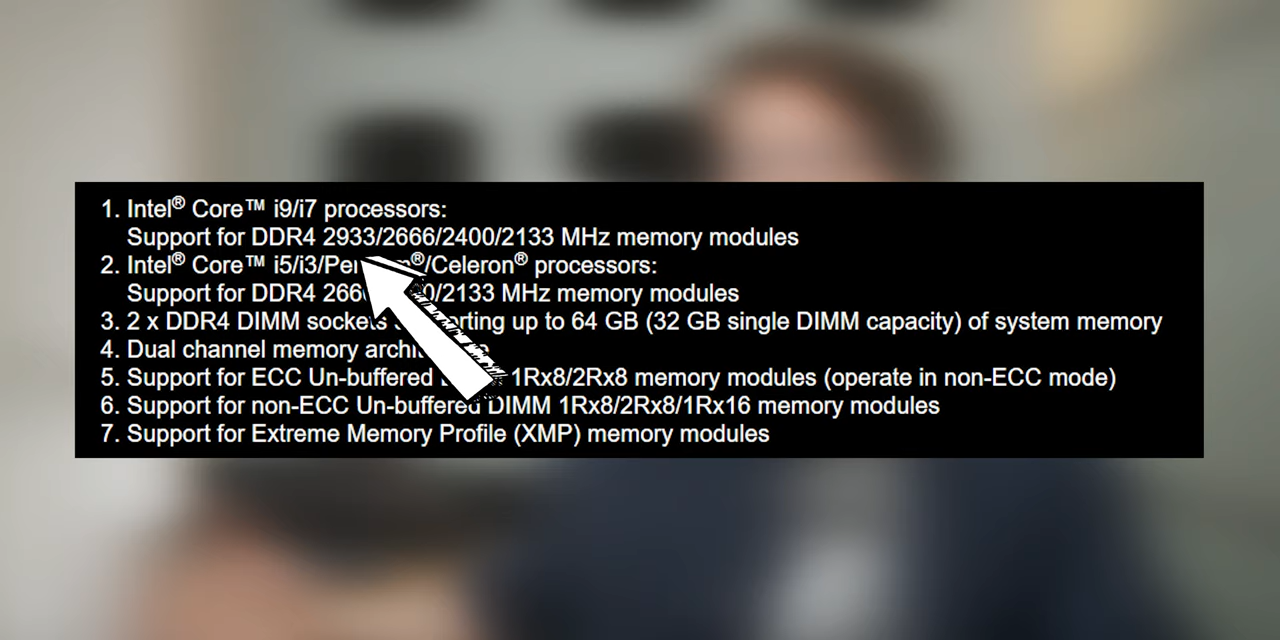 1. Intel® Core™ i9/i7 processors:
Support for DDR4 2933/2666/2400/2133 MHz memory modules
2. Intel® Core™ i5/i3/ ®/Celeron® processors:
Support for DDR4 /2133 MHz memory modules
3. 2 x DDR4 DIMM sockets up to 64 GB (32 GB single DIMM capacity) of system memory
4. Dual channel memory
5. Support for ECC Un-buffered 1Rx8/2Rx8 memory modules (operate in non-ECC mode)
6. Support for non-ECC Un-buffered DIMM 1Rx8/2Rx8/1Rx16 memory modules
7. Support for Extreme Memory Profile (XMP) memory modules